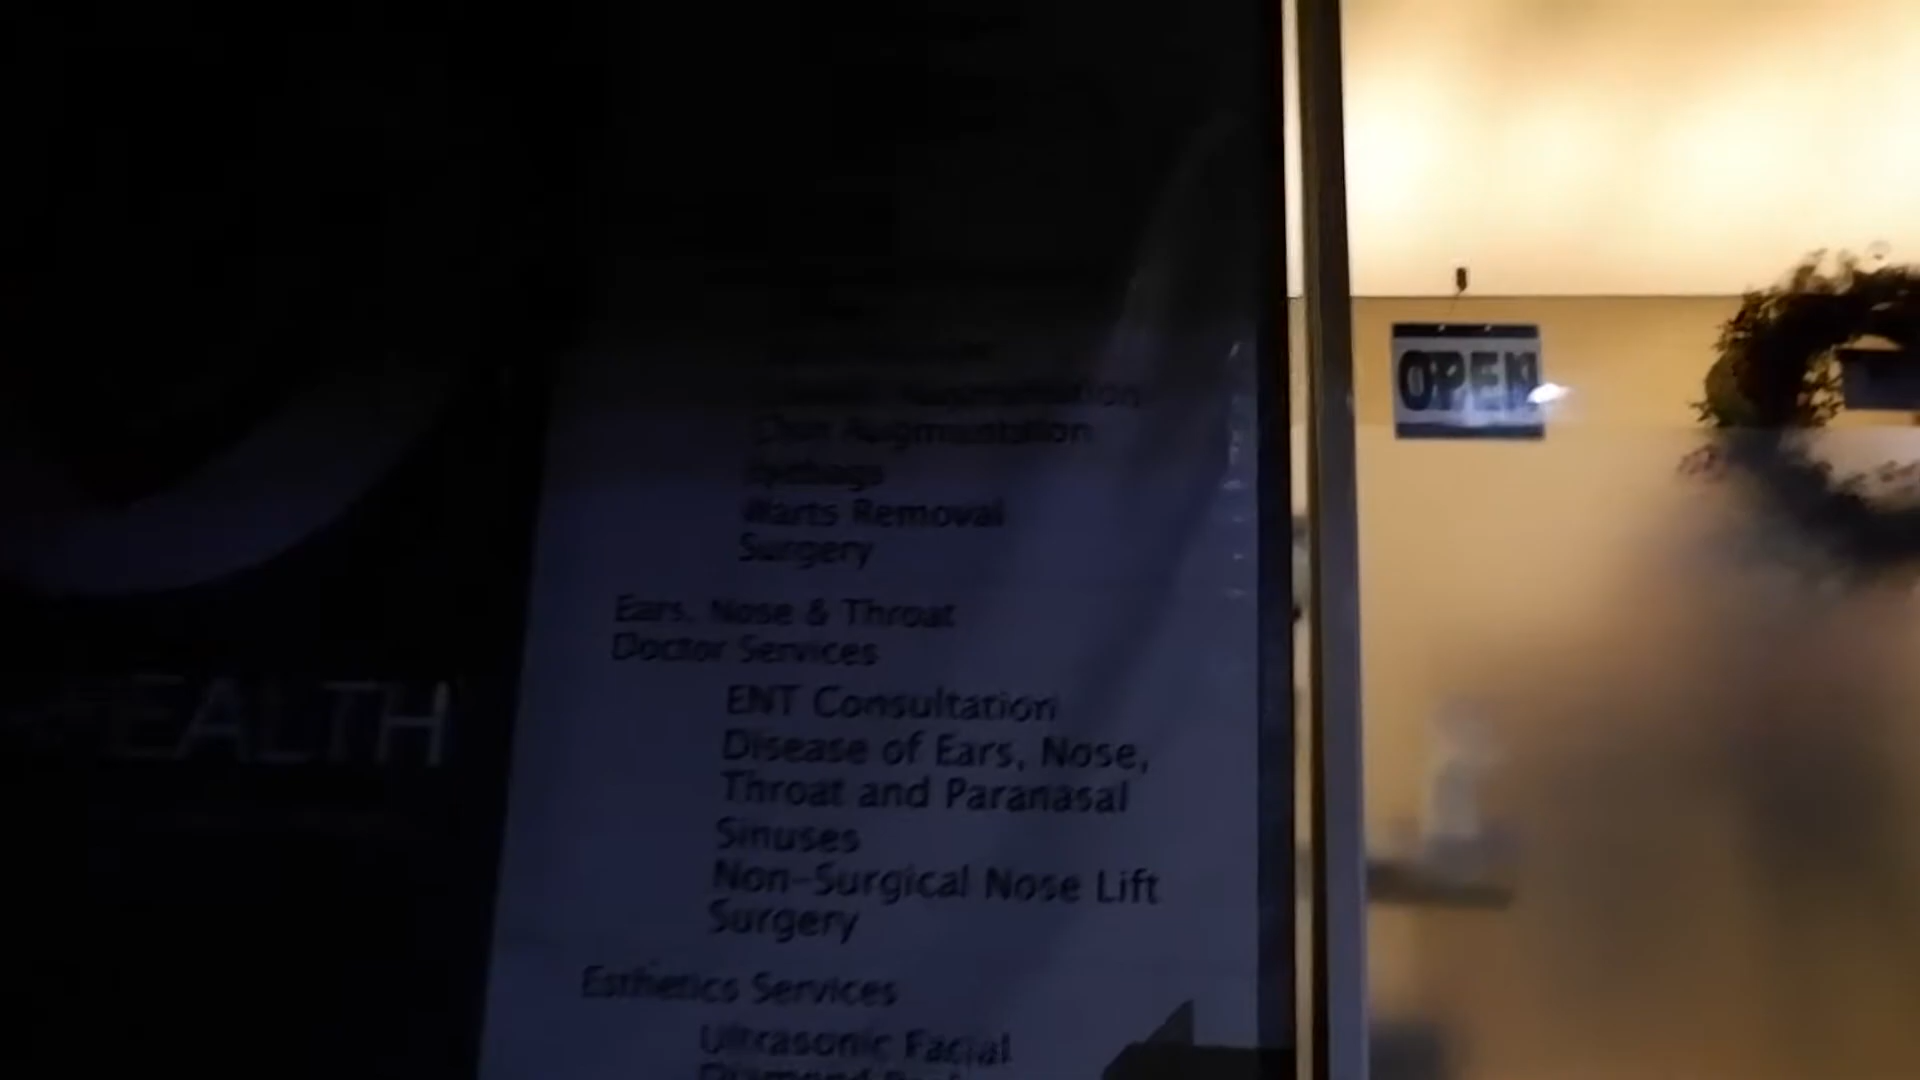 Augmentation
Chin Augmentation
Warts Removal
Surgery
Ears, Nose & Throat
Doctor Services
ENT Consultation
Disease of Ears, Nose,
Throat and Paranasal
Sinuses
Non-Surgical Nose Lift
Surgery
Esthetics Services
Ultrasonic Facial
HEALTH
OPEN